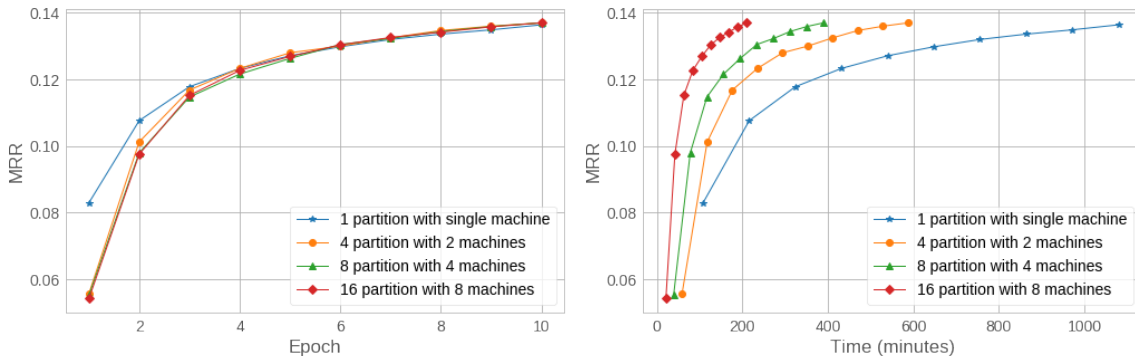 0.14
0.12
0.10
0.08
0.06
MRR
2
4
6
8
10
Epoch
1 partition with single machine
4 partition with 2 machines
8 partition with 4 machines
16 partition with 8 machines
0.14
0.12
0.10
0.08
0.06
MRR
0
200
400
600
800
1000
Time (minutes)
1 partition with single machine
4 partition with 2 machines
8 partition with 4 machines
16 partition with 8 machines